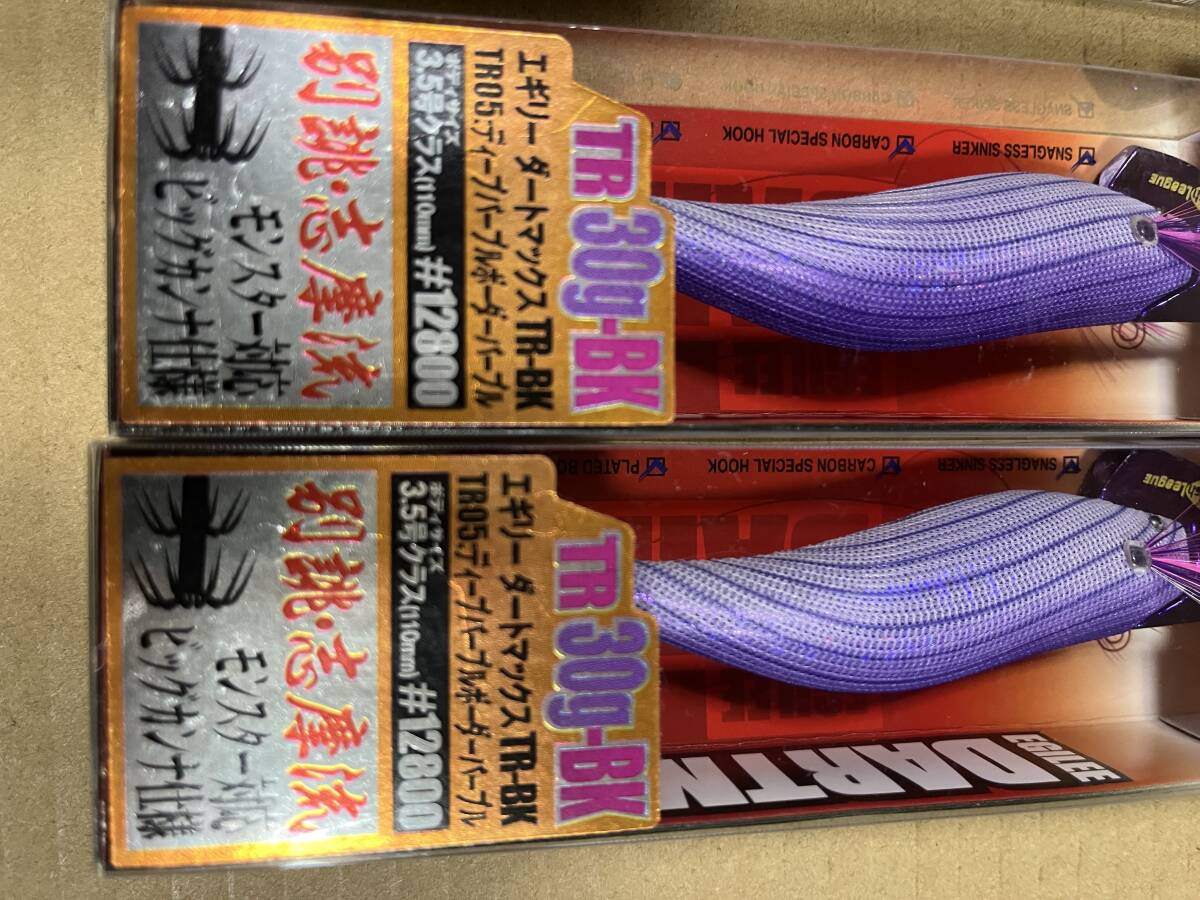 TR 30g-BK
エギリー ダートマックス TR-BK
TR05:ディープパープルボーダーパープル
ボディサイズ
3.5号クラス(110mm) #12800
別誂・志摩流
モンスター対応
ビッグカンナ仕様
SNAGLESS SINKER
CARBON SPECIAL HOOK
LEAGUE
TR 30g-BK
エギリー ダートマックス TR-BK
TR05:ディープパープルボーダーパープル
ボディサイズ
3.5号クラス(110mm) #12800
別誂・志摩流
モンスター対応
ビッグカンナ仕様
SNAGLESS SINKER
CARBON SPECIAL HOOK
PLATED BO
LEAGUE
EGLEE
DARTM